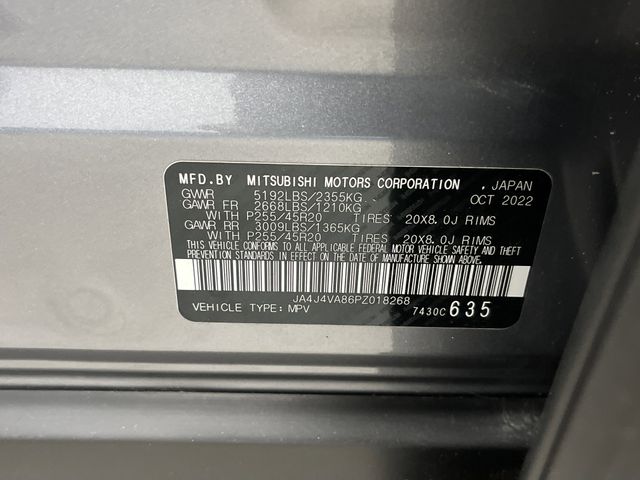 MFD.BY MITSUBISHI MOTORS CORPORATION , JAPAN
GVWR 5192LBS/2355KG OCT 2022
GAWR FR 2668LBS/1210KG
WITH P255/45R20 TIRES 20X8.0J RIMS
GAWR RR 3009LBS/1365KG
WITH P255/45R20 TIRES 20X8.0J RIMS
THIS VEHICLE CONFORMS TO ALL APPLICABLE FEDERAL MOTOR VEHICLE SAFETY, BUMPER AND THEFT
PREVENTION STANDARDS IN EFFECT ON THE DATE OF MANUFACTURE SHOWN ABOVE
JA4J4VA86PZ018268
VEHICLE TYPE:MPV 7430C 635